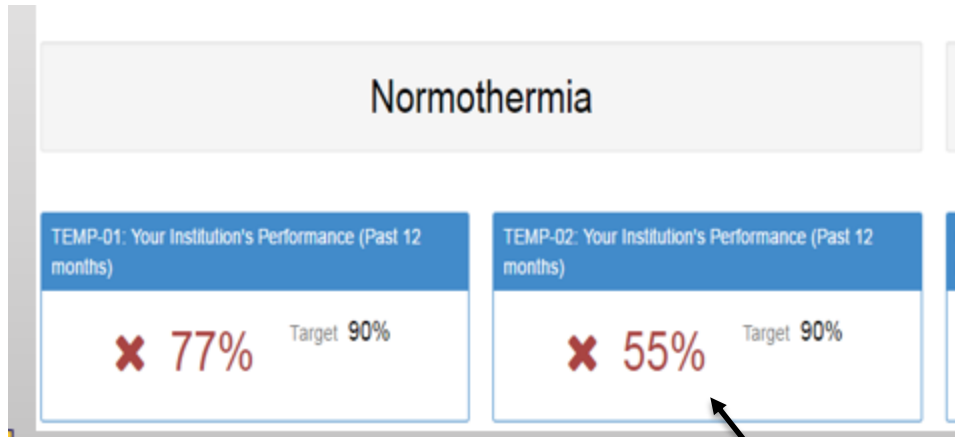 Normothermia
TEMP-01: Your Institution's Performance (Past 12
months)
✖ 77% Target 90%
TEMP-02: Your Institution's Performance (Past 12
months)
✖ 55% Target 90%